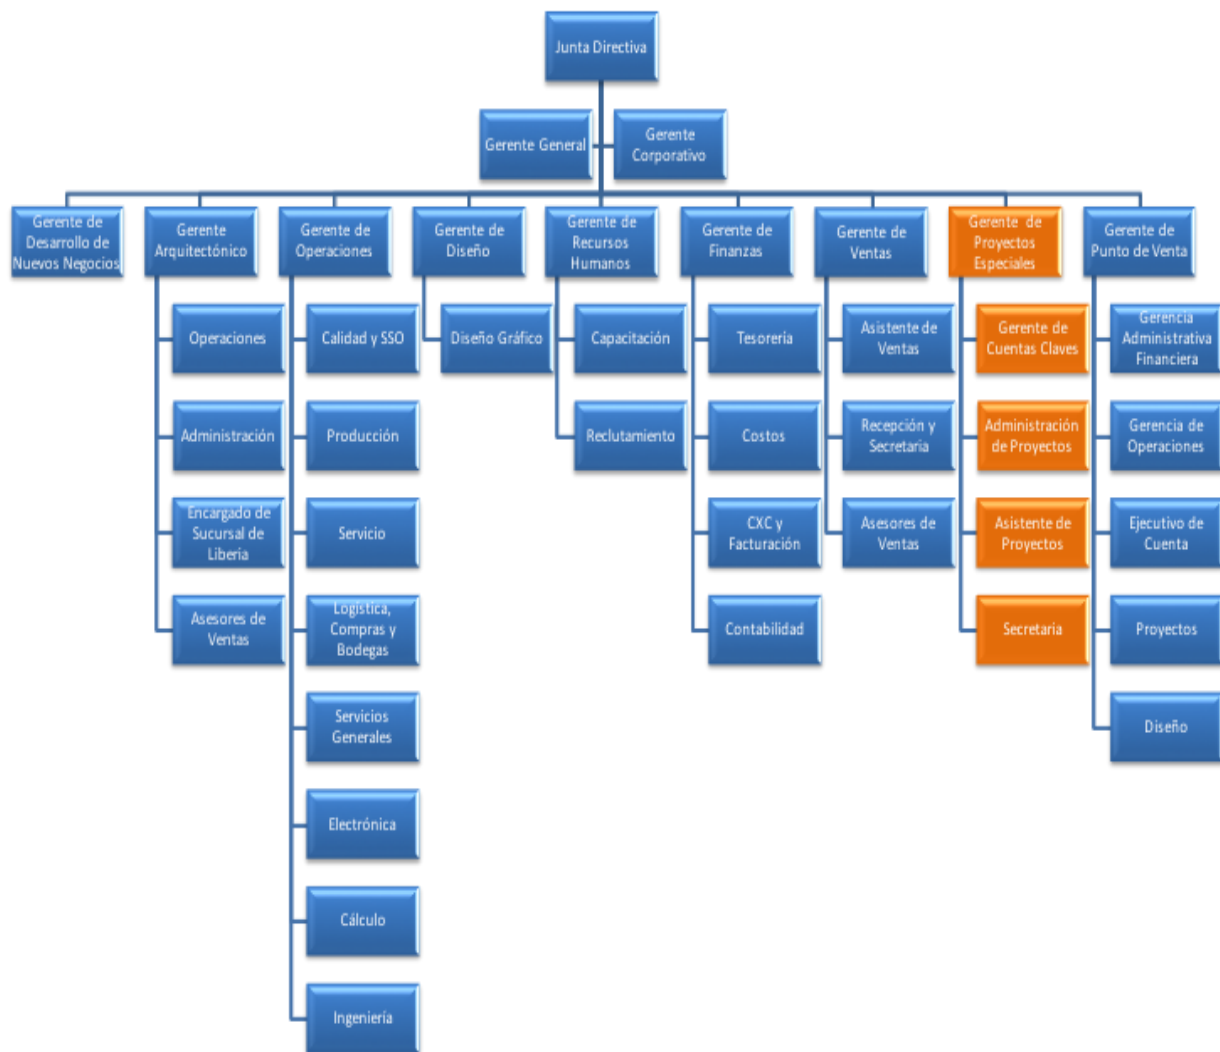 Junta Directiva
Gerente General
Gerente
Corporativo
Gerente de
Desarrollo de
Nuevos Negocios
Gerente
Arquitectónico
Gerente de
Operaciones
Gerente de
Diseño
Gerente de
Recursos
Humanos
Gerente de
Finanzas
Gerente de
Ventas
Gerente de
Proyectos
Especiales
Gerente de
Punto de Venta
Operaciones
Administración
Encargado de
Sucursal de
Liberia
Asesores de
Ventas
Calidad y SSO
Producción
Servicio
Logística,
Compras y
Bodegas
Servicios
Generales
Electrónica
Cálculo
Ingeniería
Diseño Gráfico
Capacitación
Reclutamiento
Tesoreria
Costos
CXC y
Facturación
Contabilidad
Asistente de
Ventas
Recepción y
Secretaria
Asesores de
Ventas
Gerente de
Cuentas Claves
Administración
de Proyectos
Asistente de
Proyectos
Secretaria
Gerencia
Administrativa
Financiera
Gerencia de
Operaciones
Ejecutivo de
Cuenta
Proyectos
Diseño